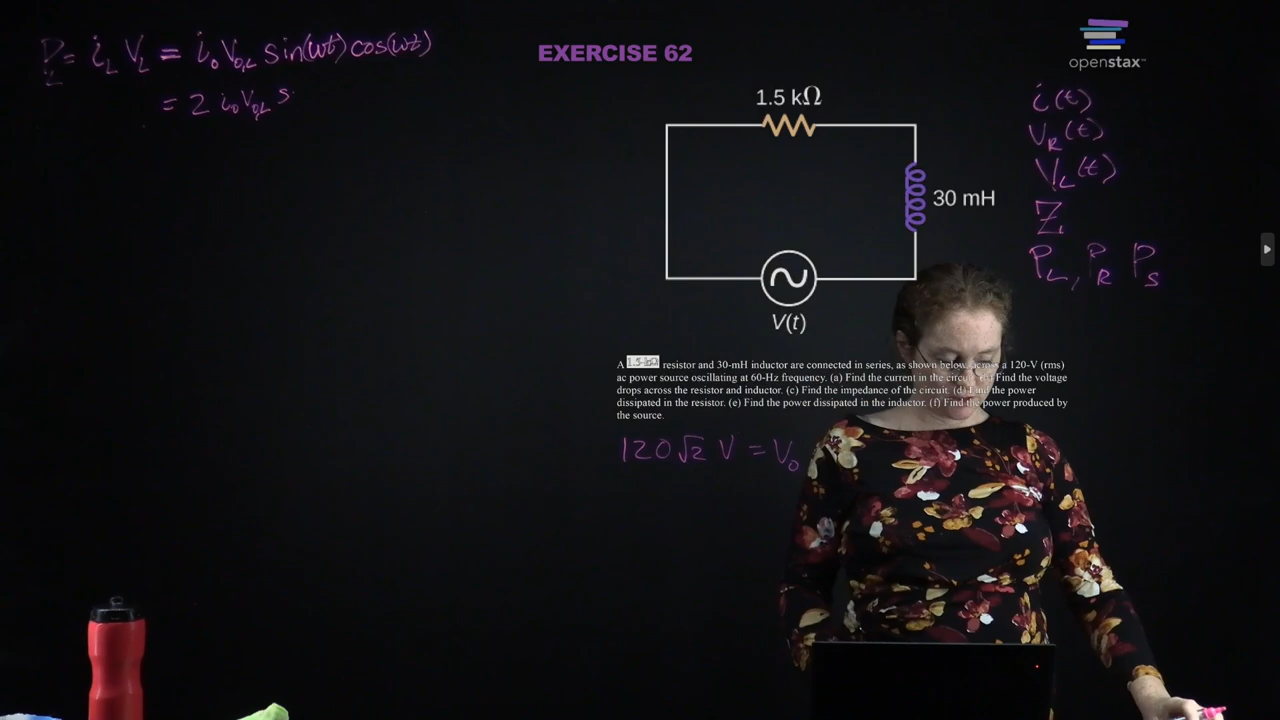 P_L = i_L V_L = i_0 V_0,L sin(ωt) cos(ωt)
= 2 i_0 V_0,L s
EXERCISE 62
openstax™
1.5 kΩ
30 mH
V(t)
i(t)
V_R(t)
V_L(t)
Z
P_L, P_R P_S
A 1.5-kΩ resistor and 30-mH inductor are connected in series, as shown below, across a 120-V (rms)
ac power source oscillating at 60-Hz frequency. (a) Find the current in the circuit. Find the voltage
drops across the resistor and inductor. (c) Find the impedance of the circuit. (d) Find the power
dissipated in the resistor. (e) Find the power dissipated in the inductor. (f) Find the power produced by
the source.
120√2 V = V_0